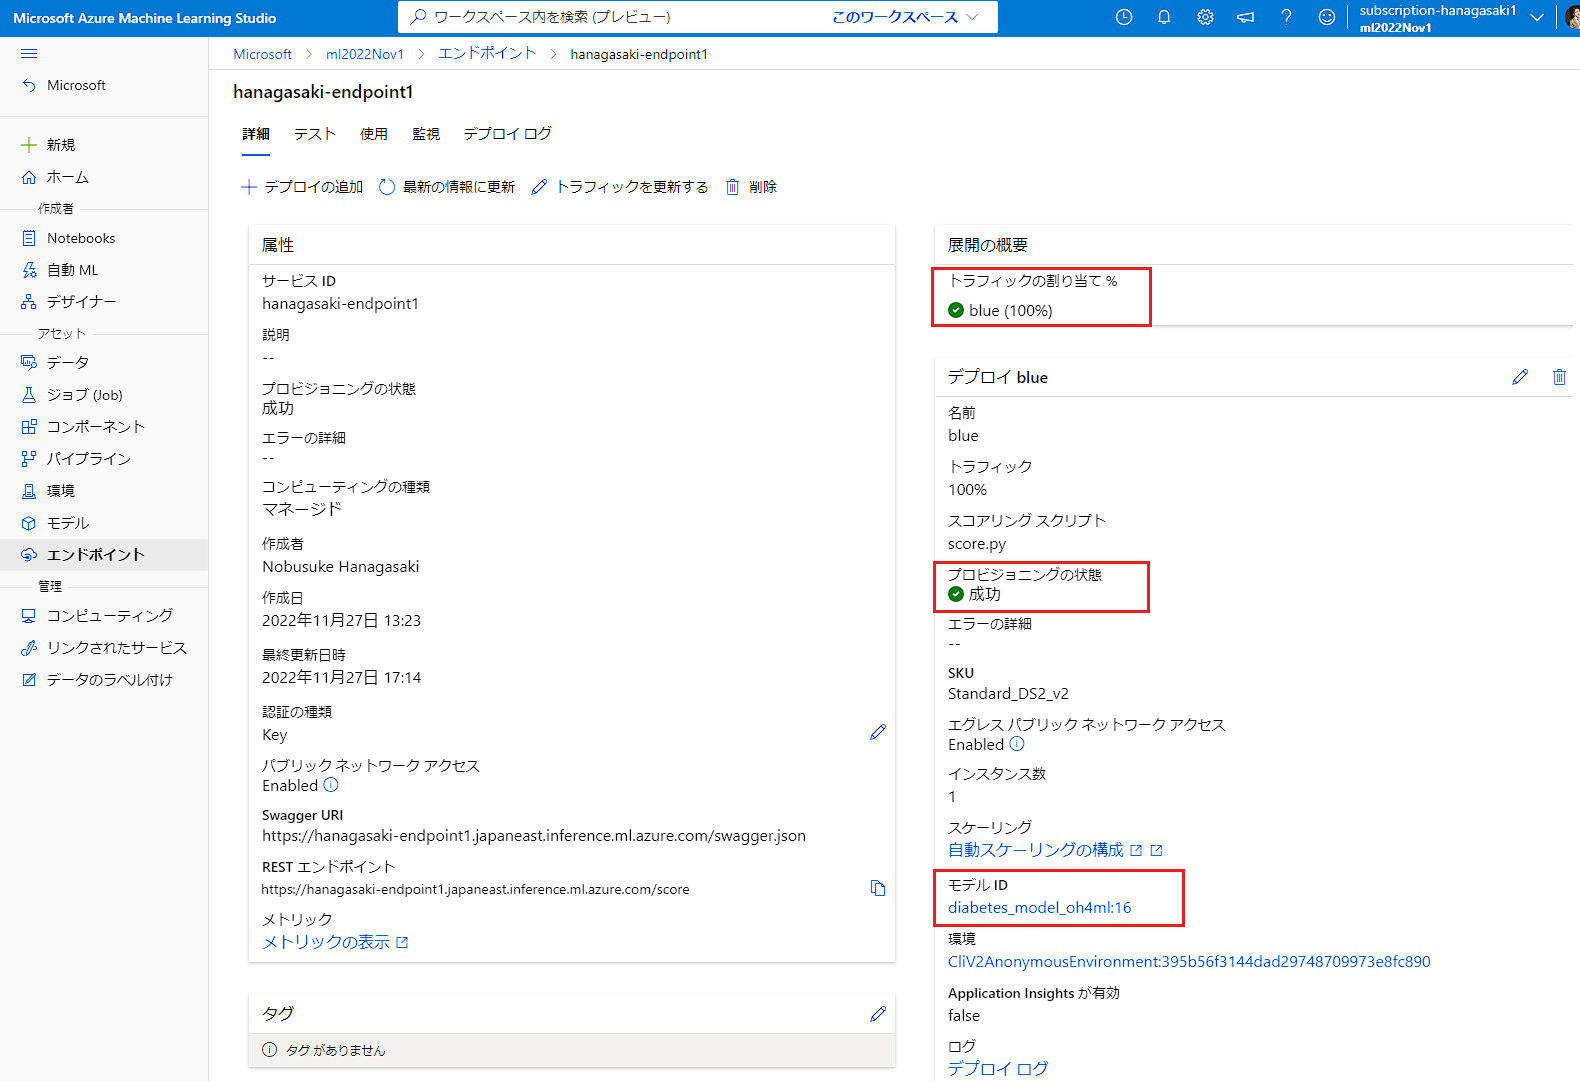 Microsoft Azure Machine Learning Studio
ワークスペース内を検索 (プレビュー)
このワークスペース
subscription-hanagasaki1
ml2022Nov1
Microsoft
新規
ホーム
作成者
Notebooks
自動 ML
デザイナー
アセット
データ
ジョブ (Job)
コンポーネント
パイプライン
環境
モデル
エンドポイント
管理
コンピューティング
リンクされたサービス
データのラベル付け
Microsoft > ml2022Nov1 > エンドポイント > hanagasaki-endpoint1
hanagasaki-endpoint1
詳細 テスト 使用 監視 デプロイ ログ
デプロイの追加 最新の情報に更新 トラフィックを更新する 削除
属性
サービス ID
hanagasaki-endpoint1
説明
--
プロビジョニングの状態
成功
エラーの詳細
--
コンピューティングの種類
マネージド
作成者
Nobusuke Hanagasaki
作成日
2022年11月27日 13:23
最終更新日時
2022年11月27日 17:14
認証の種類
Key
パブリック ネットワーク アクセス
Enabled
Swagger URI
https://hanagasaki-endpoint1.japaneast.inference.ml.azure.com/swagger.json
REST エンドポイント
https://hanagasaki-endpoint1.japaneast.inference.ml.azure.com/score
メトリック
メトリックの表示
タグ
タグ がありません
展開の概要
トラフィックの割り当て %
blue (100%)
デプロイ blue
名前
blue
トラフィック
100%
スコアリング スクリプト
score.py
プロビジョニングの状態
成功
エラーの詳細
--
SKU
Standard_DS2_v2
エグレス パブリック ネットワーク アクセス
Enabled
インスタンス数
1
スケーリング
自動スケーリングの構成
モデル ID
diabetes_model_oh4ml:16
環境
CliV2AnonymousEnvironment:395b56f3144dad29748709973e8fc890
Application Insights が有効
false
ログ
デプロイ ログ